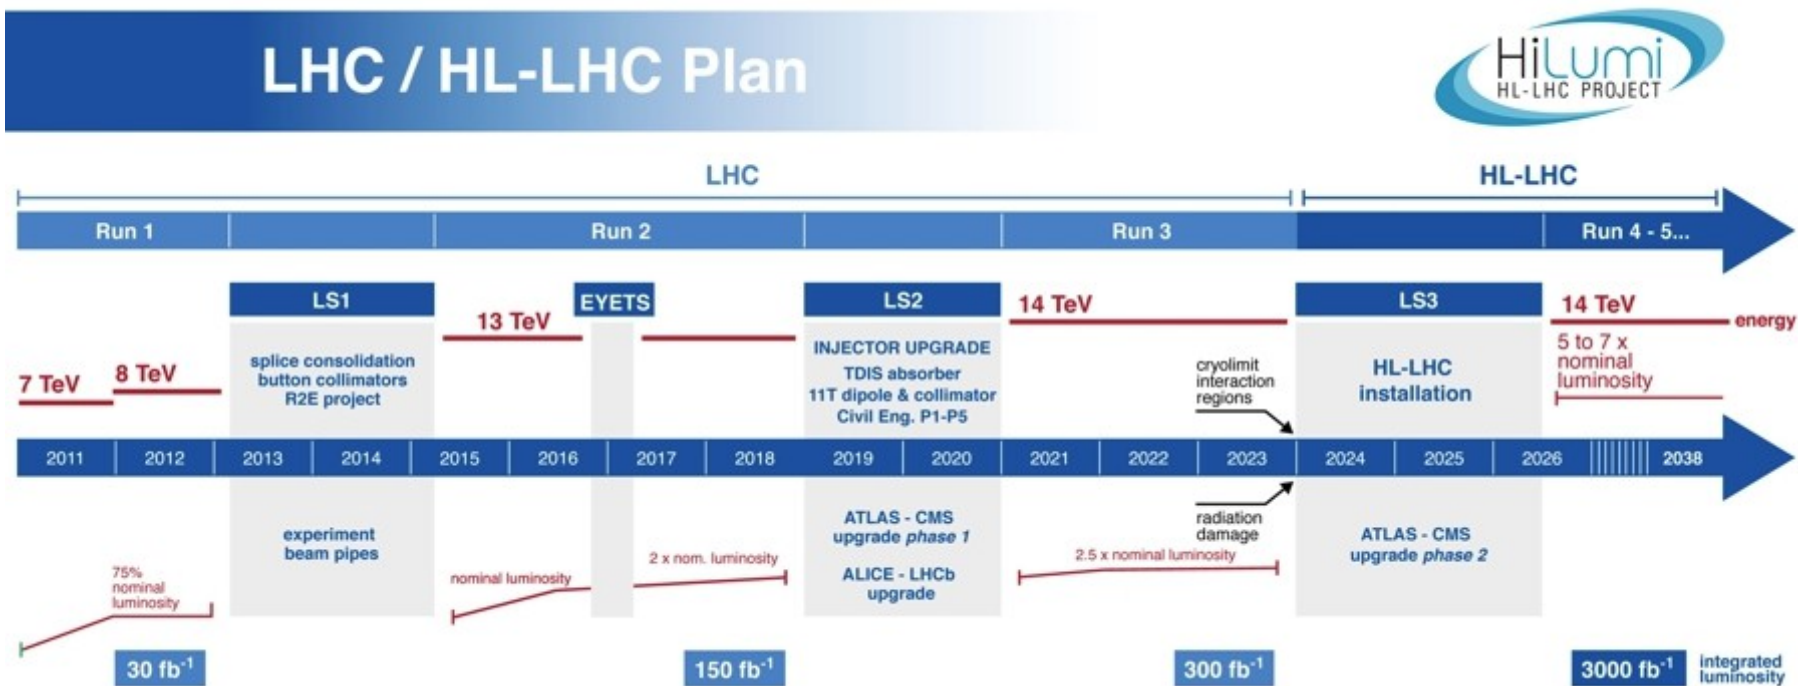 LHC / HL-LHC Plan
HiLumi
HL-LHC PROJECT
LHC
HL-LHC
Run 1
Run 2
Run 3
Run 4 - 5...
LS1
EYETS
LS2
LS3
7 TeV
8 TeV
13 TeV
14 TeV
14 TeV
energy
splice consolidation
button collimators
R2E project
INJECTOR UPGRADE
TDIS absorber
11T dipole & collimator
Civil Eng. P1-P5
cryolimit
interaction
regions
HL-LHC
installation
5 to 7 x
nominal
luminosity
2011 2012 2013 2014 2015 2016 2017 2018 2019 2020 2021 2022 2023 2024 2025 2026 2038
75%
nominal
luminosity
experiment
beam pipes
nominal luminosity
2 x nom. luminosity
ATLAS - CMS
upgrade phase 1
ALICE - LHCb
upgrade
2.5 x nominal luminosity
radiation
damage
ATLAS - CMS
upgrade phase 2
30 fb⁻¹
150 fb⁻¹
300 fb⁻¹
3000 fb⁻¹
integrated
luminosity